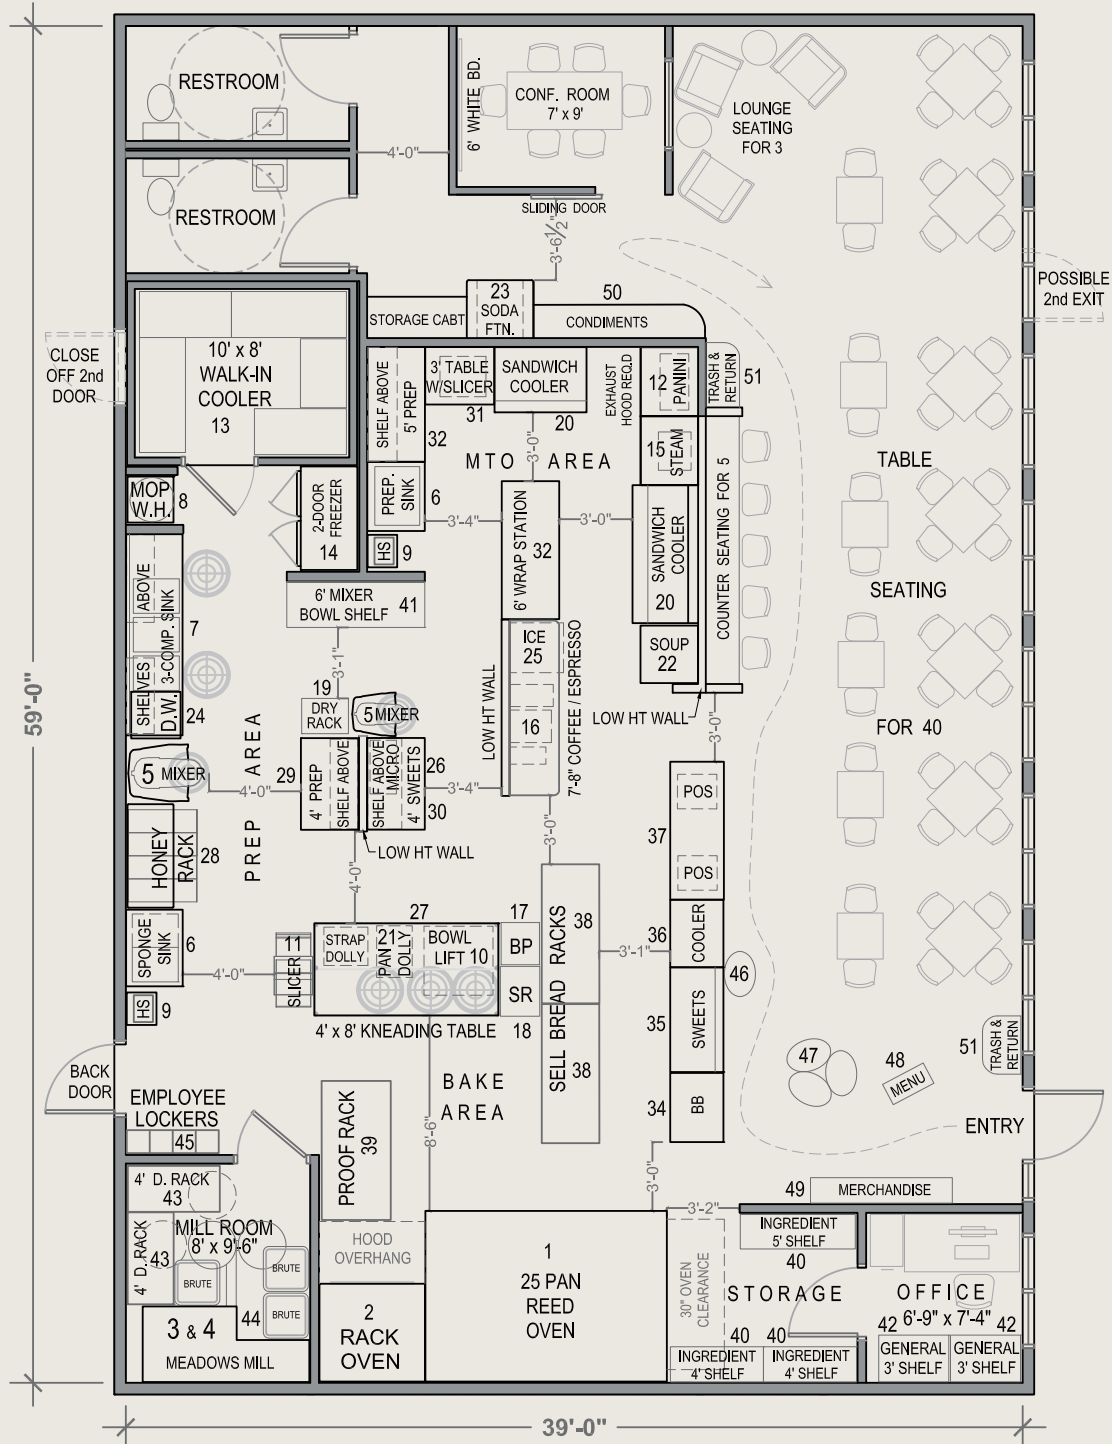 RESTROOM
6' WHITE BD.
CONF. ROOM
7' x 9'
LOUNGE
SEATING
FOR 3
4'-0"
RESTROOM
SLIDING DOOR
3'-6½"
POSSIBLE
2nd EXIT
23
SODA
FTN.
50
STORAGE CABT
CONDIMENTS
CLOSE
OFF 2nd
DOOR
10' x 8'
WALK-IN
COOLER
13
SHELF ABOVE
5' PREP
32
3' TABLE
W/SLICER
31
SANDWICH
COOLER
20
EXHAUST
HOOD REQ.D
12
PANINI
TRASH &
RETURN
51
15
STEAM
3'-0"
MTO AREA
TABLE
MOP
W.H.
8
2-DOOR
FREEZER
14
PREP.
SINK
6
3'-4"
6' WRAP STATION
32
3'-0"
SANDWICH
COOLER
20
COUNTER SEATING FOR 5
HS
9
SHELVES
ABOVE
3-COMP. SINK
7
6' MIXER
BOWL SHELF
41
SEATING
ICE
25
SOUP
22
3'-1"
59'-0"
D.W.
24
19
DRY
RACK
5 MIXER
LOW HT WALL
16
7'-8" COFFEE / ESPRESSO
LOW HT WALL
3'-0"
FOR 40
5 MIXER
4'-0"
PREP AREA
29
4' PREP
SHELF ABOVE
SHELF ABOVE
MICRO
4' SWEETS
26
30
3'-4"
POS
37
POS
LOW HT WALL
3'-0"
HONEY
RACK
28
4'-0"
27
17
BP
SELL BREAD RACKS
38
38
36
COOLER
3'-1"
SPONGE
SINK
6
4'-0"
11
SLICER
STRAP
DOLLY
21
PAN
DOLLY
BOWL
LIFT 10
SR
18
46
HS
9
4' x 8' KNEADING TABLE
35
SWEETS
51
TRASH &
RETURN
BACK
DOOR
BAKE
AREA
47
48
MENU
EMPLOYEE
LOCKERS
45
34
BB
ENTRY
PROOF RACK
39
8'-6"
3'-0"
4' D. RACK
43
49
MERCHANDISE
3'-2"
MILL ROOM
8' x 9'-6"
4' D. RACK
43
HOOD
OVERHANG
INGREDIENT
5' SHELF
40
BRUTE
BRUTE
BRUTE
44
1
25 PAN
REED
OVEN
30" OVEN
CLEARANCE
STORAGE
OFFICE
6'-9" x 7'-4"
3 & 4
MEADOWS MILL
2
RACK
OVEN
40
40
INGREDIENT
4' SHELF
INGREDIENT
4' SHELF
42
42
GENERAL
3' SHELF
GENERAL
3' SHELF
39'-0"